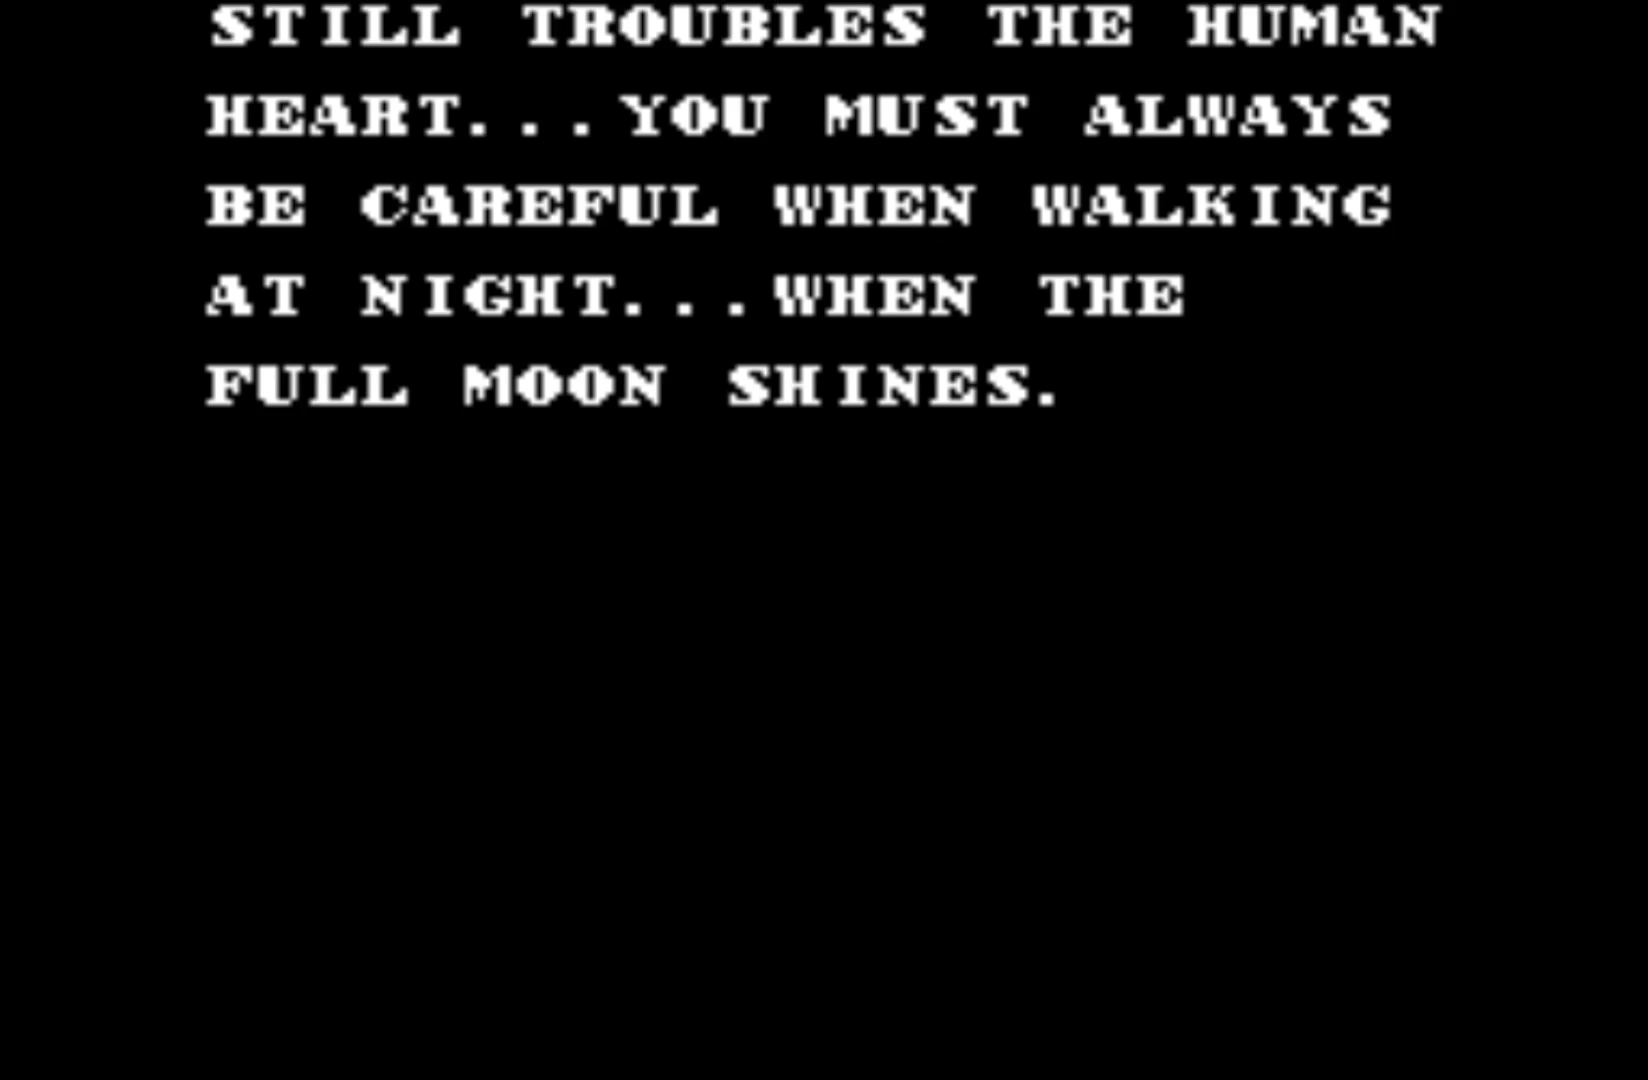 STILL TROUBLES THE HUMAN
HEART...YOU MUST ALWAYS
BE CAREFUL WHEN WALKING
AT NIGHT...WHEN THE
FULL MOON SHINES.